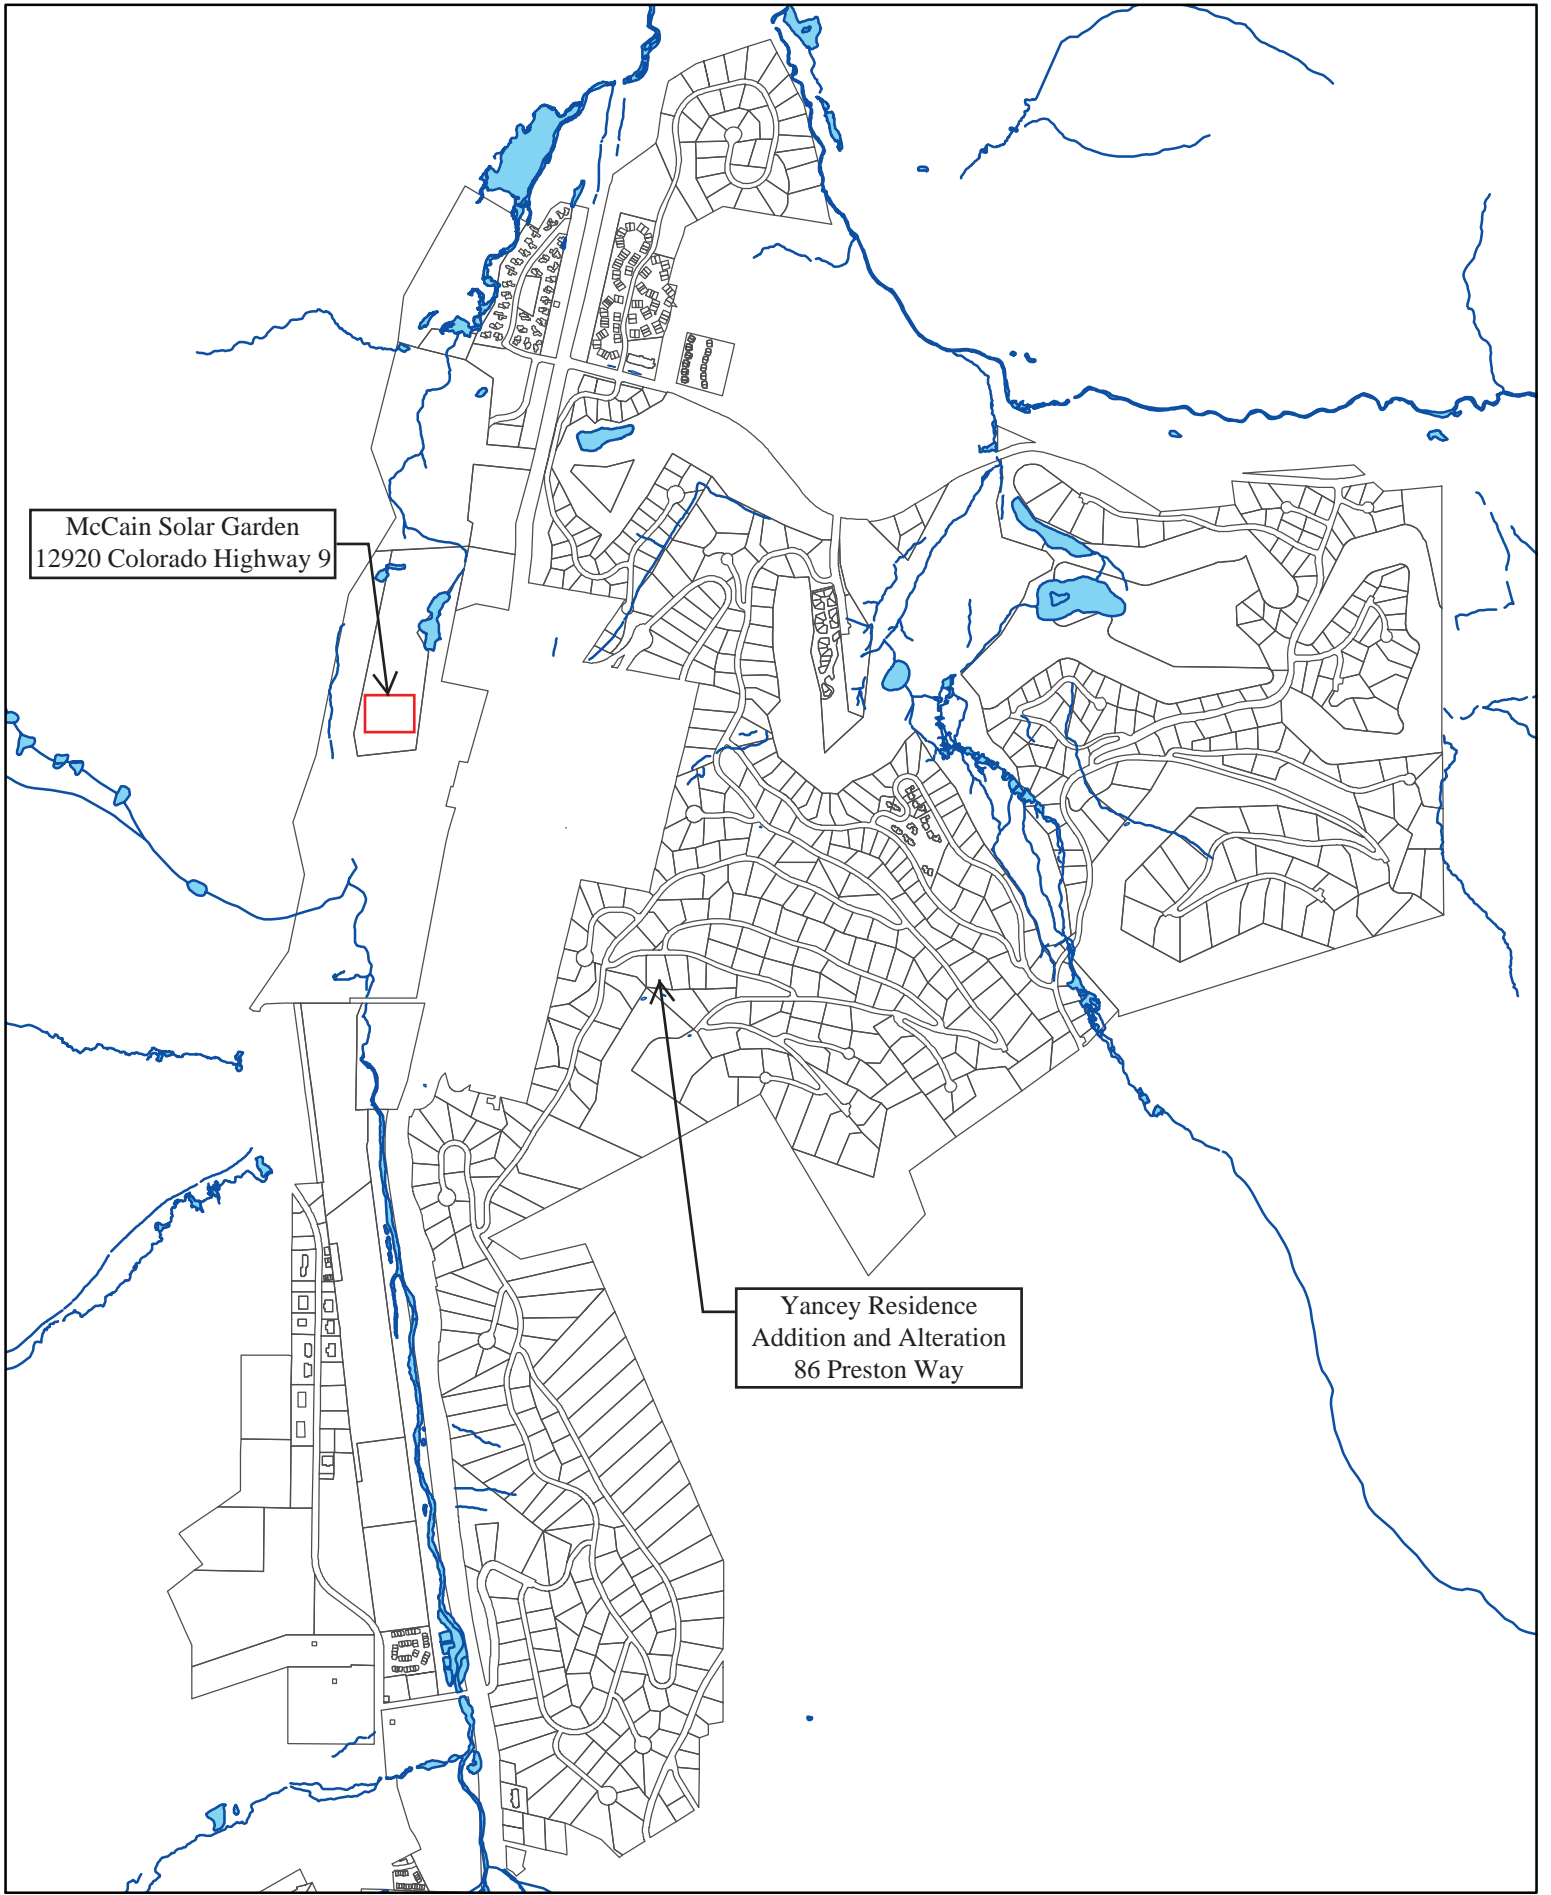 McCain Solar Garden
12920 Colorado Highway 9
Yancey Residence
Addition and Alteration
86 Preston Way